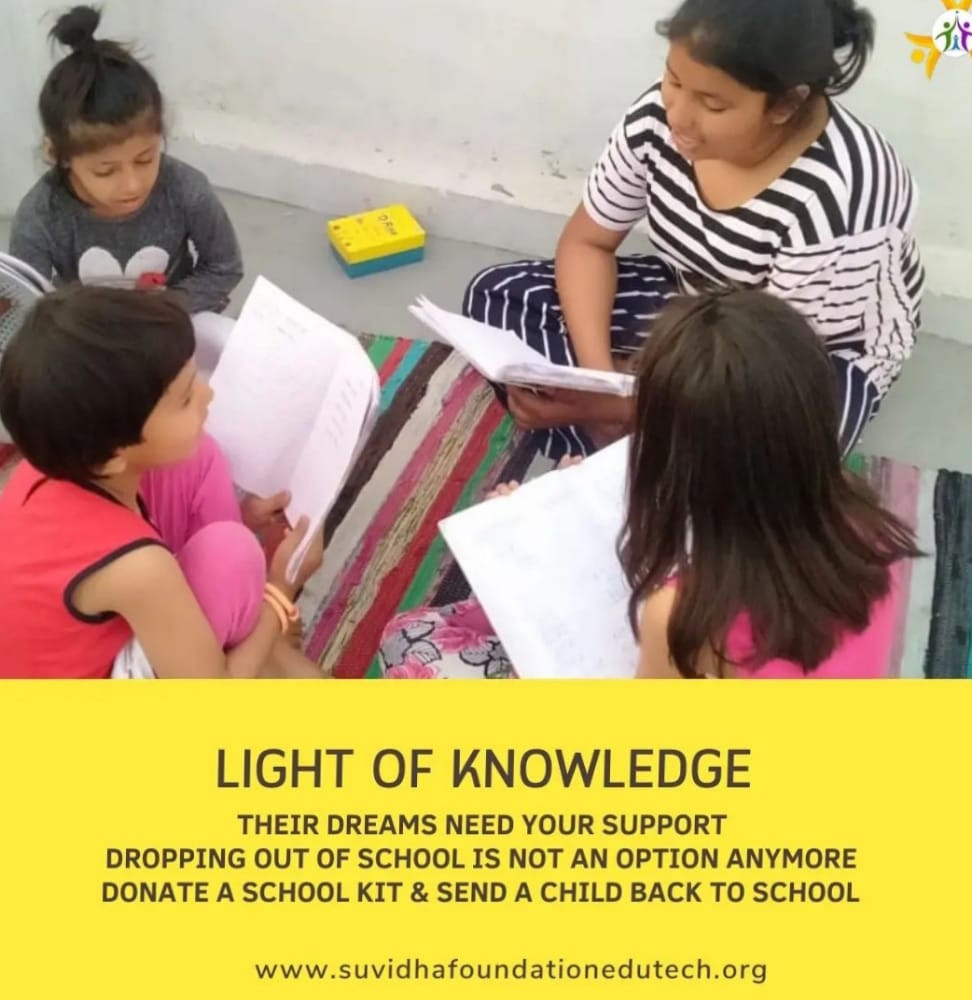 LIGHT OF KNOWLEDGE
THEIR DREAMS NEED YOUR SUPPORT
DROPPING OUT OF SCHOOL IS NOT AN OPTION ANYMORE
DONATE A SCHOOL KIT & SEND A CHILD BACK TO SCHOOL
www.suvidhafoundationedutech.org